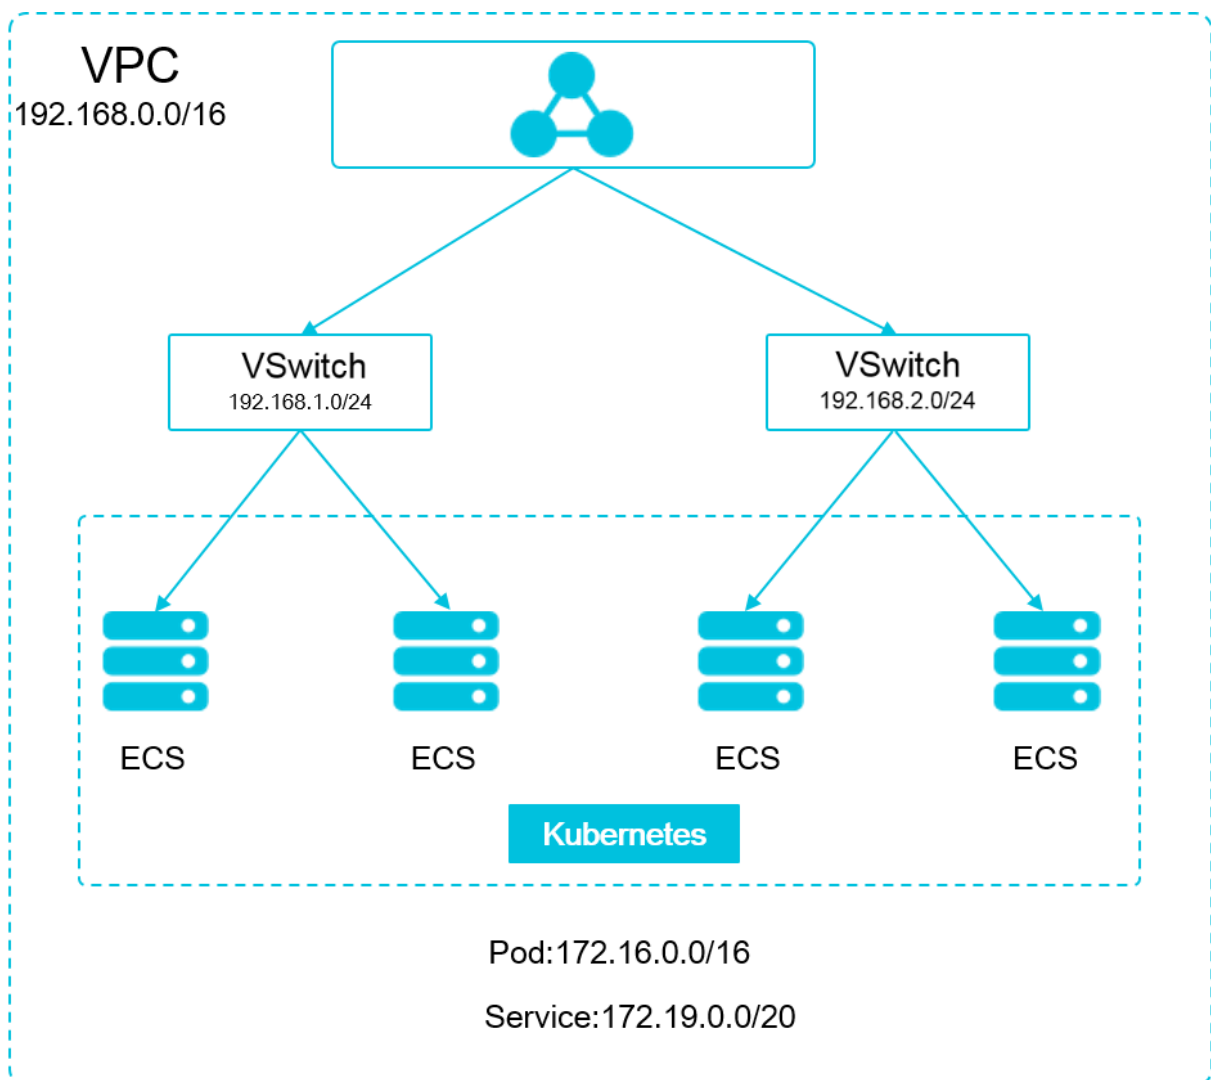 VPC
192.168.0.0/16
VSwitch
192.168.1.0/24
VSwitch
192.168.2.0/24
ECS
ECS
ECS
ECS
Kubernetes
Pod:172.16.0.0/16
Service:172.19.0.0/20